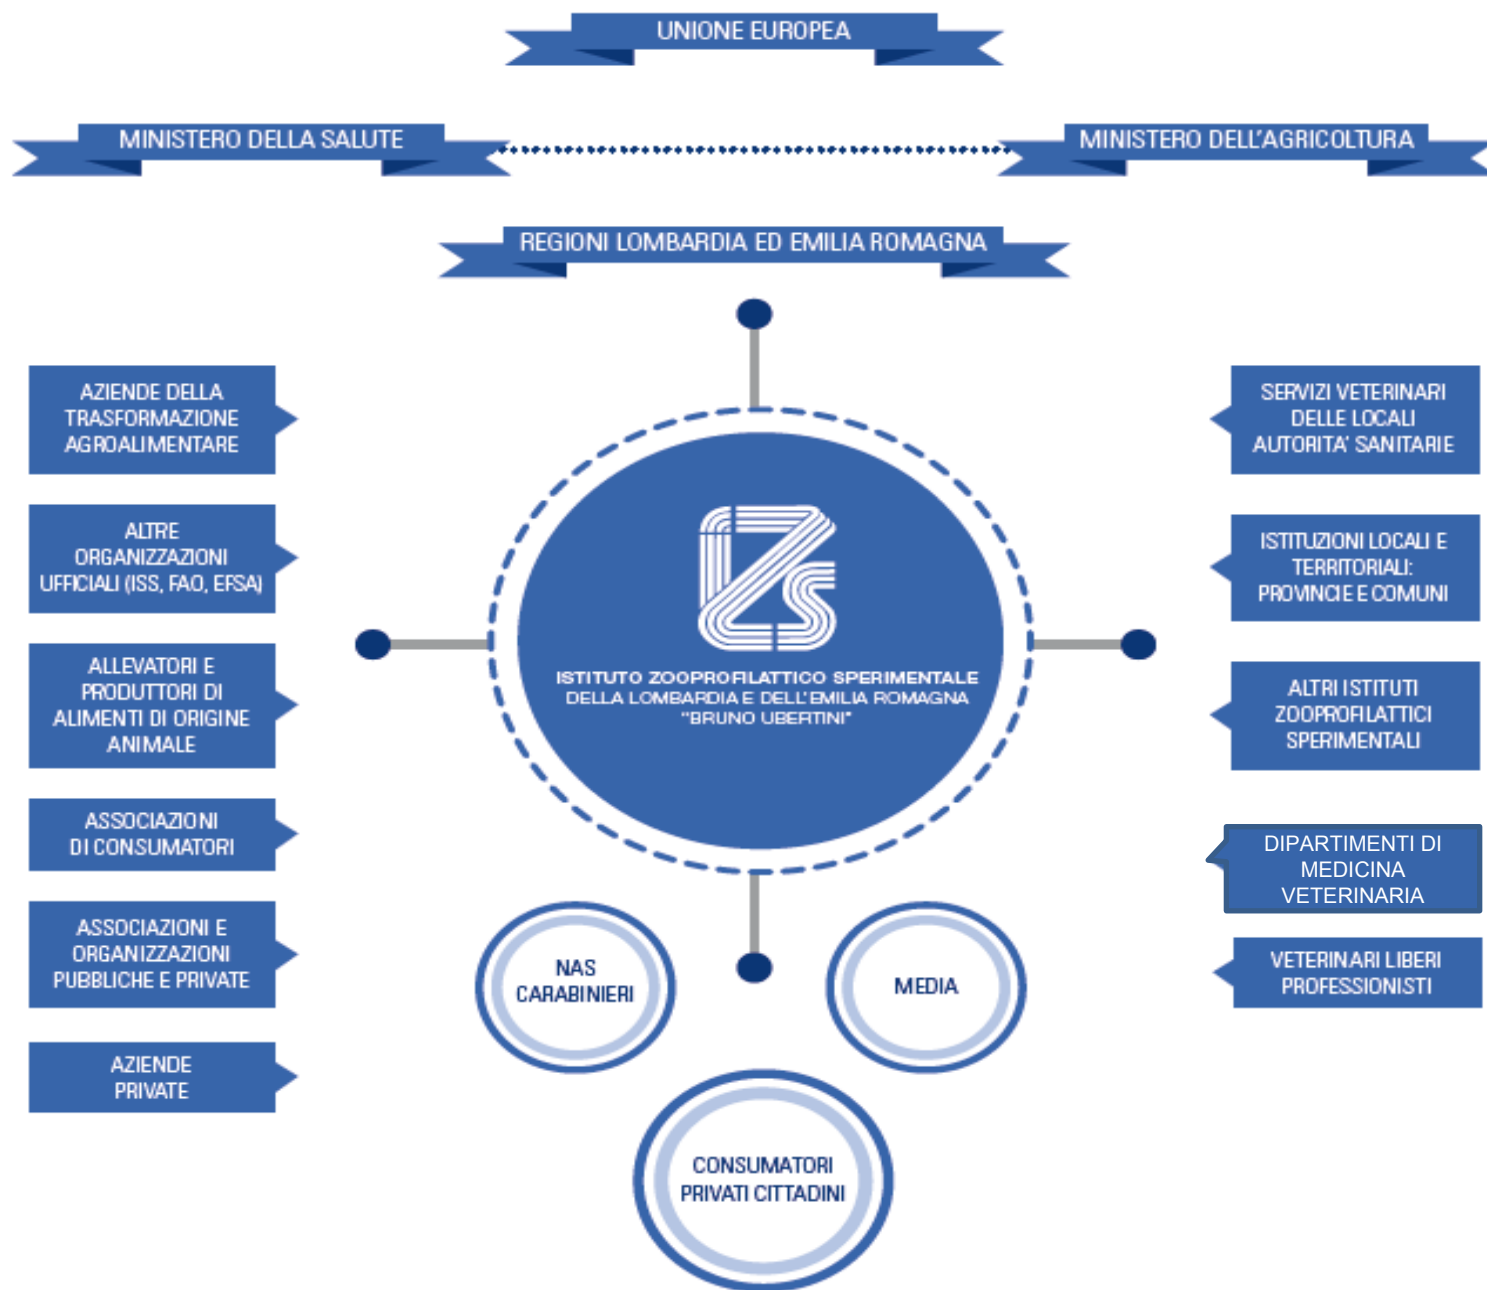 UNIONE EUROPEA
MINISTERO DELLA SALUTE
MINISTERO DELL'AGRICOLTURA
REGIONI LOMBARDIA ED EMILIA ROMAGNA
AZIENDE DELLA
TRASFORMAZIONE
AGROALIMENTARE
ALTRE
ORGANIZZAZIONI
UFFICIALI (ISS, FAO, EFSA)
ALLEVATORI E
PRODUTTORI DI
ALIMENTI DI ORIGINE
ANIMALE
ASSOCIAZIONI
DI CONSUMATORI
ASSOCIAZIONI E
ORGANIZZAZIONI
PUBBLICHE E PRIVATE
AZIENDE
PRIVATE
IZS
ISTITUTO ZOOPROFILATTICO SPERIMENTALE
DELLA LOMBARDIA E DELL'EMILIA ROMAGNA
"BRUNO UBERTINI"
NAS
CARABINIERI
MEDIA
CONSUMATORI
PRIVATI CITTADINI
SERVIZI VETERINARI
DELLE LOCALI
AUTORITA' SANITARIE
ISTITUZIONI LOCALI E
TERRITORIALI:
PROVINCIE E COMUNI
ALTRI ISTITUTI
ZOOPROFILATTICI
SPERIMENTALI
DIPARTIMENTI DI
MEDICINA
VETERINARIA
VETERINARI LIBERI
PROFESSIONISTI